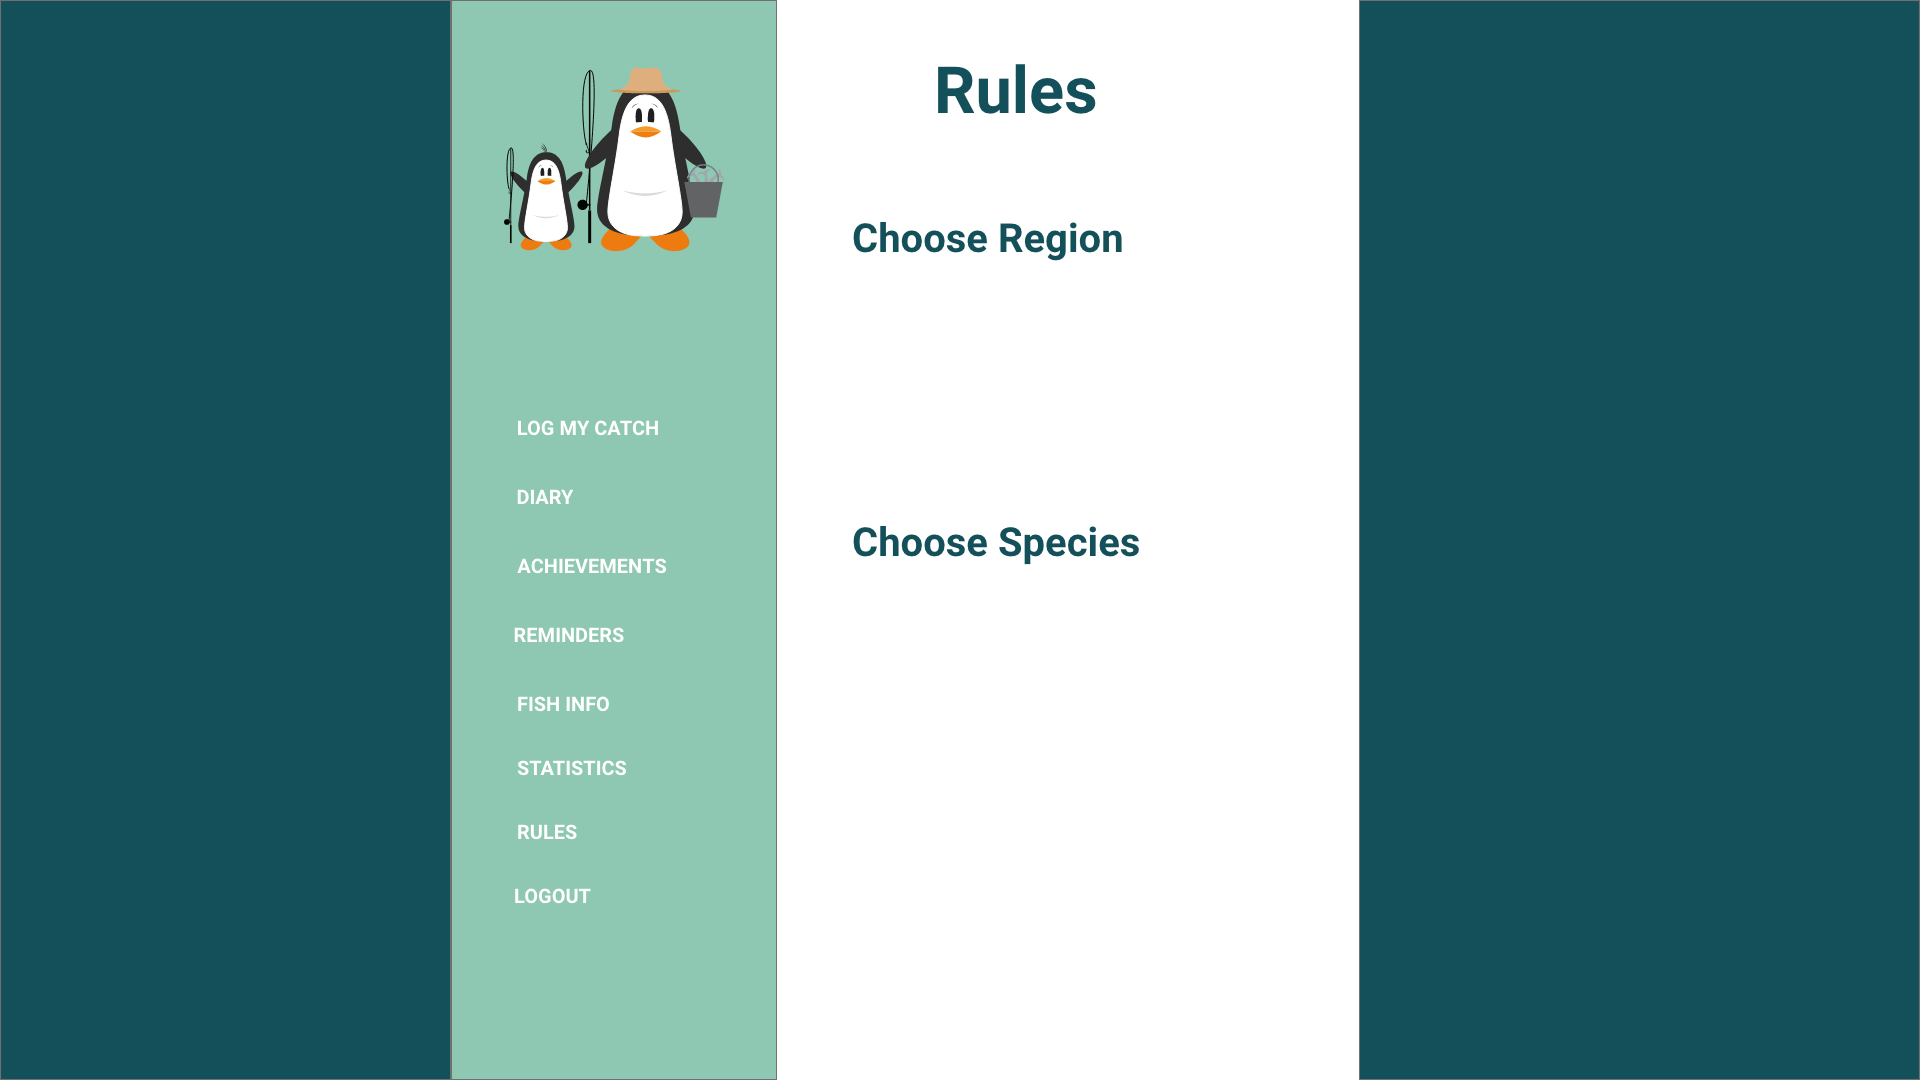 LOG MY CATCH
DIARY
ACHIEVEMENTS
REMINDERS
FISH INFO
STATISTICS
RULES
LOGOUT
Rules
Choose Region
Choose Species